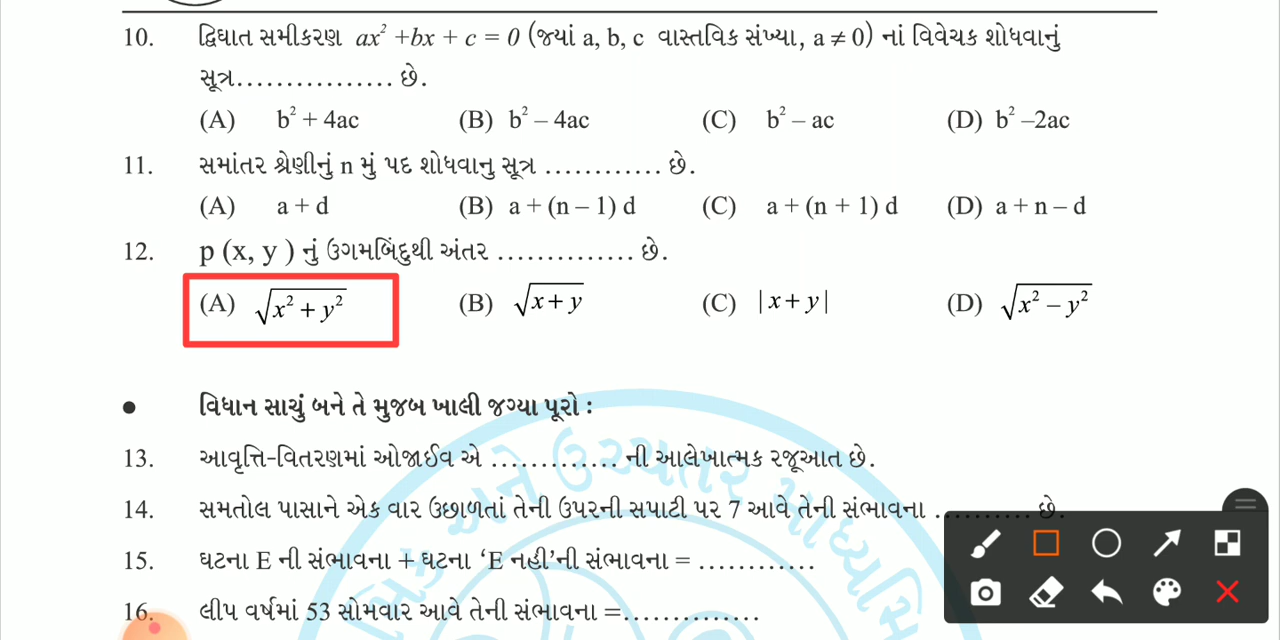 10. દ્વિઘાત સમીકરણ ax² +bx + c = 0 (જ્યાં a, b, c વાસ્તવિક સંખ્યા, a ≠ 0) નાં વિવેચક શોધવાનું
સૂત્ર................ છે.
(A) b² + 4ac (B) b² – 4ac (C) b² – ac (D) b² –2ac
11. સમાંતર શ્રેણીનું n મું પદ શોધવાનુ સૂત્ર ............ છે.
(A) a + d (B) a + (n – 1) d (C) a + (n + 1) d (D) a + n – d
12. p (x, y ) નું ઉગમબિંદુથી અંતર .............. છે.
(A) √(x² + y²) (B) √(x + y) (C) | x + y | (D) √(x² – y²)
• વિધાન સાચું બને તે મુજબ ખાલી જગ્યા પૂરો :
13. આવૃત્તિ-વિતરણમાં ઓજાઈવ એ ............. ની આલેખાત્મક રજૂઆત છે.
14. સમતોલ પાસાને એક વાર ઉછાળતાં તેની ઉપરની સપાટી પર 7 આવે તેની સંભાવના .......... છે.
15. ઘટના E ની સંભાવના + ઘટના ‘E નહી’ની સંભાવના = ............
16. લીપ વર્ષમાં 53 સોમવાર આવે તેની સંભાવના =..............